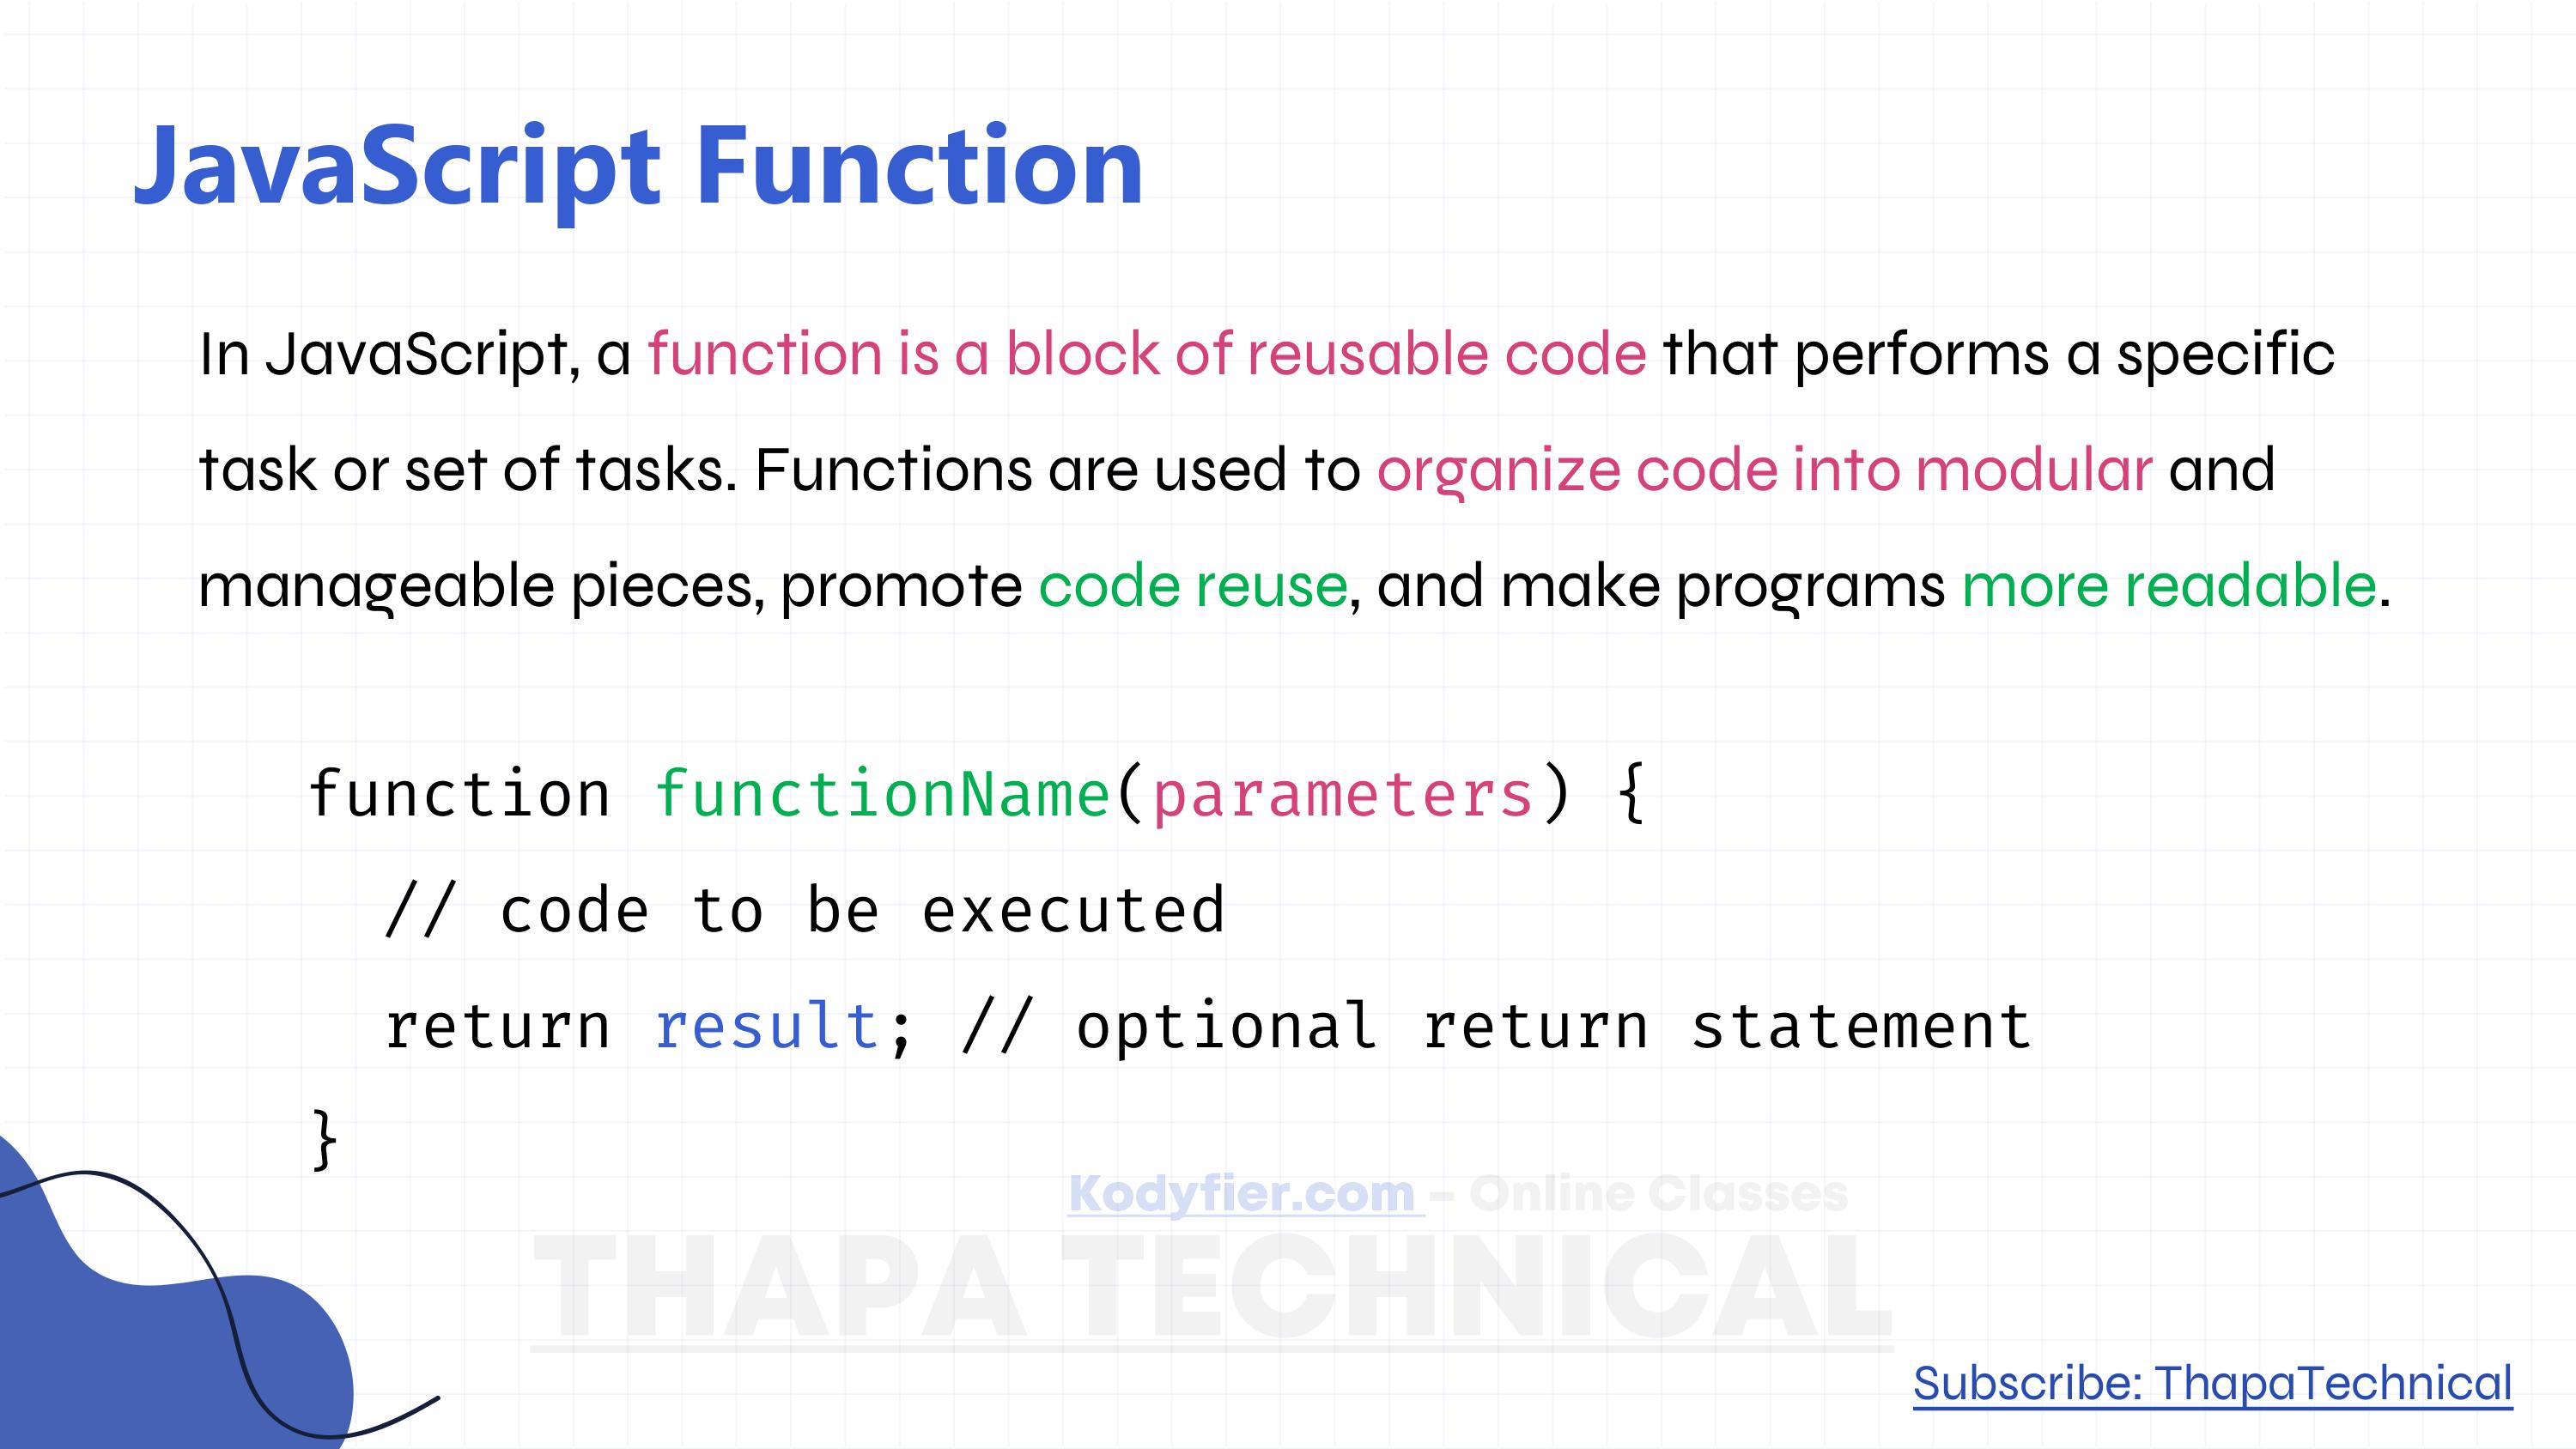 JavaScript Function
In JavaScript, a function is a block of reusable code that performs a specific
task or set of tasks. Functions are used to organize code into modular and
manageable pieces, promote code reuse, and make programs more readable.
function functionName(parameters) {
  // code to be executed
  return result; // optional return statement
}
Kodyfier.com – Online Classes
THAPA TECHNICAL
Subscribe: ThapaTechnical